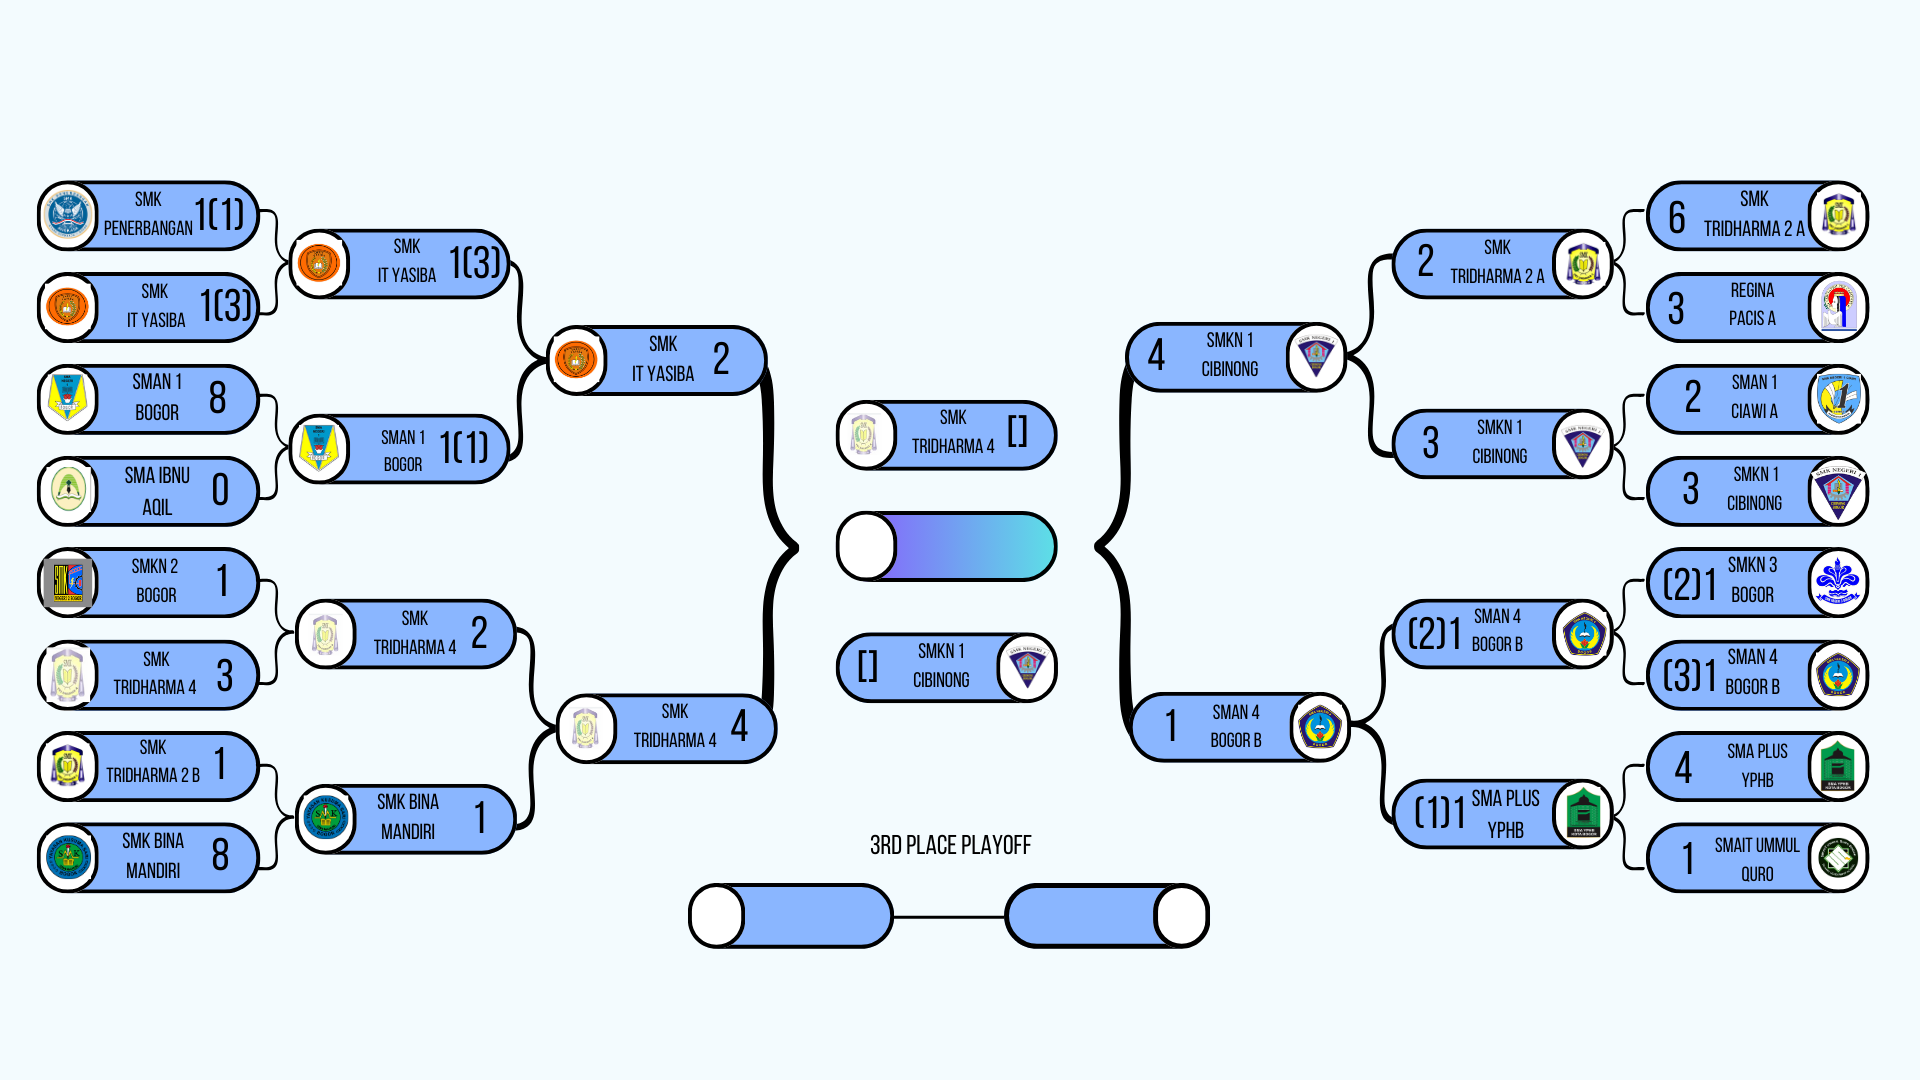 SMK
PENERBANGAN
1(1)
SMK
IT YASIBA
1(3)
SMAN 1
BOGOR
8
SMA IBNU
AQIL
0
SMKN 2
BOGOR
1
SMK
TRIDHARMA 4
3
SMK
TRIDHARMA 2 B
1
SMK BINA
MANDIRI
8
SMK
IT YASIBA
1(3)
SMAN 1
BOGOR
1(1)
SMK
TRIDHARMA 4
2
SMK BINA
MANDIRI
1
SMK
IT YASIBA
2
SMK
TRIDHARMA 4
4
SMK
TRIDHARMA 4
[]
[]
SMKN 1
CIBINONG
3RD PLACE PLAYOFF
4
SMKN 1
CIBINONG
1
SMAN 4
BOGOR B
2
SMK
TRIDHARMA 2 A
3
SMKN 1
CIBINONG
(2)1
SMAN 4
BOGOR B
(1)1
SMA PLUS
YPHB
6
SMK
TRIDHARMA 2 A
3
REGINA
PACIS A
2
SMAN 1
CIAWI A
3
SMKN 1
CIBINONG
(2)1
SMKN 3
BOGOR
(3)1
SMAN 4
BOGOR B
4
SMA PLUS
YPHB
1
SMAIT UMMUL
QURO